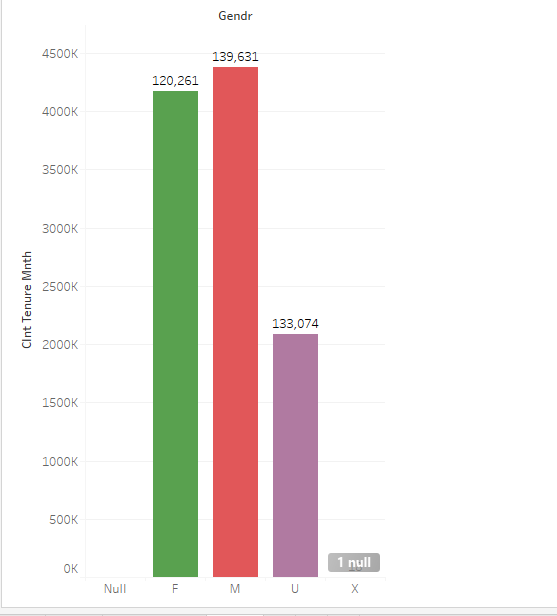 Gendr
4500K
139,631
120,261
4000K
3500K
3000K
Clnt Tenure Mnth
2500K
133,074
2000K
1500K
1000K
500K
1 null
0K
Null F M U X